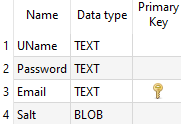 Name Data type Primary Key
1 UName TEXT
2 Password TEXT
3 Email TEXT
4 Salt BLOB